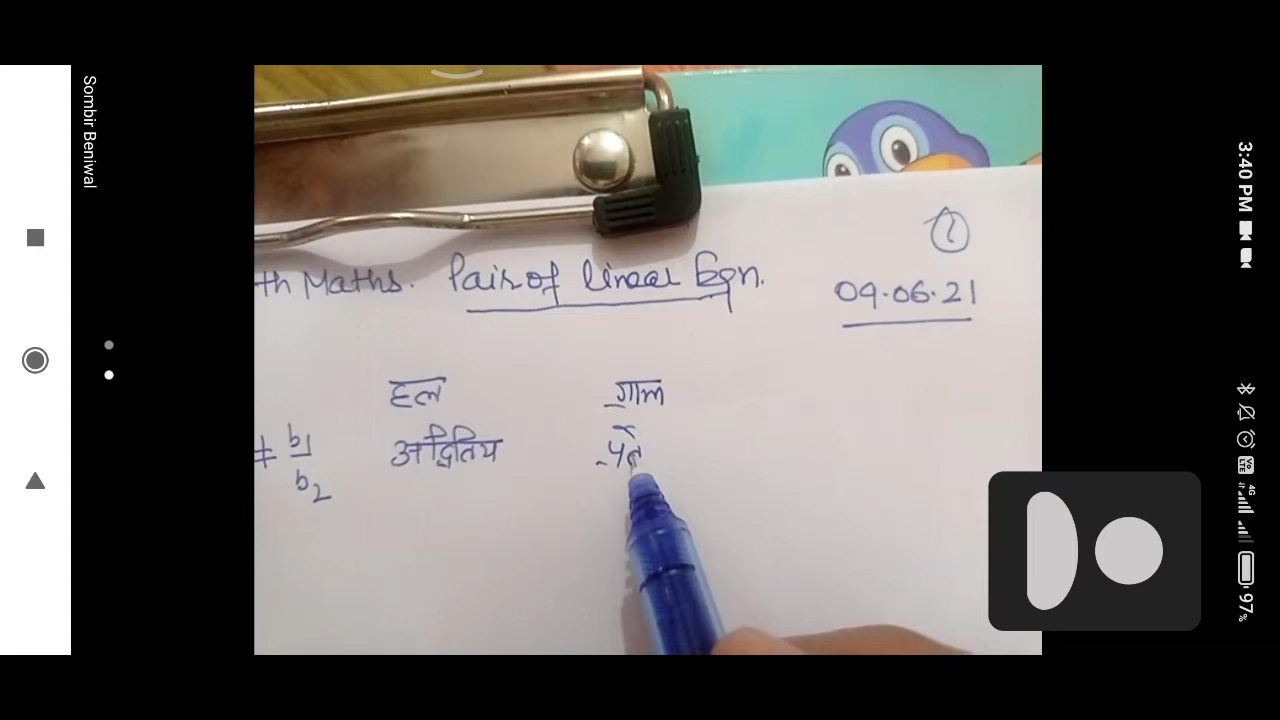 Sombir Beniwal
3:40 PM
4G
97%
?
th Maths. Pair of linear Eqn.
09.06.21
हल
≠ b1/b2 अद्वितिय